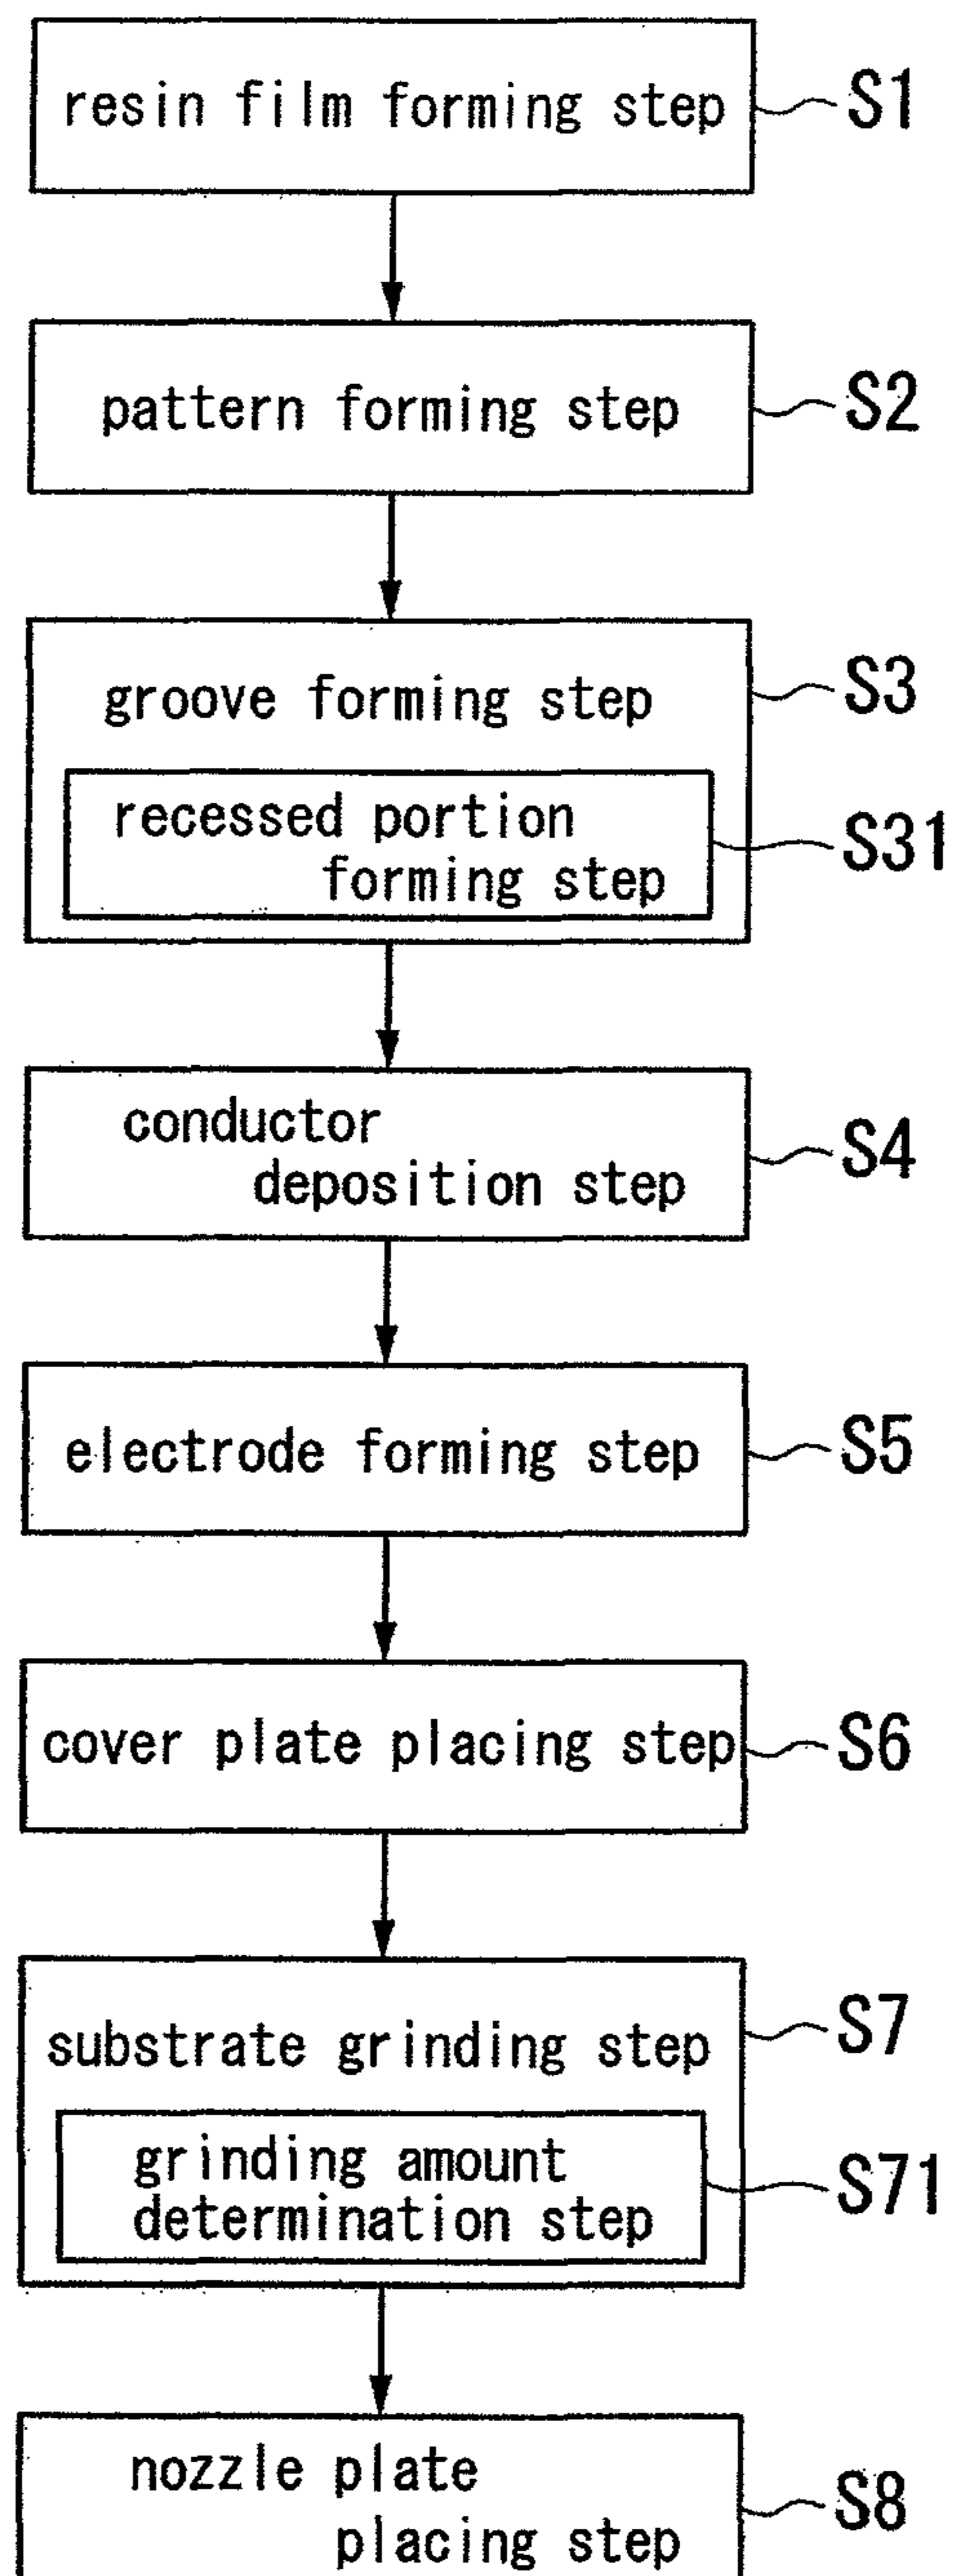 resin film forming step S1
pattern forming step S2
groove forming step S3
recessed portion
forming step S31
conductor
deposition step S4
electrode forming step S5
cover plate placing step S6
substrate grinding step S7
grinding amount
determination step S71
nozzle plate
placing step S8